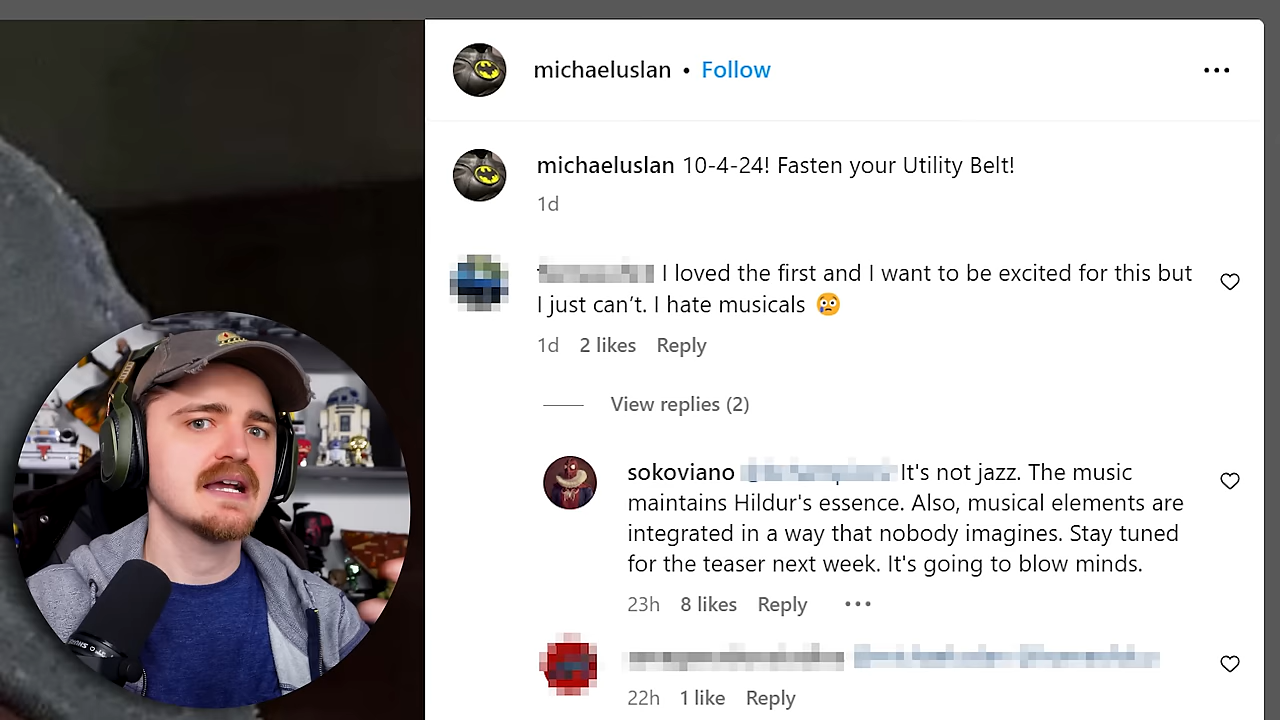 michaeluslan • Follow
michaeluslan 10-4-24! Fasten your Utility Belt!
1d
I loved the first and I want to be excited for this but
I just can't. I hate musicals 😢
1d 2 likes Reply
View replies (2)
sokoviano It's not jazz. The music
maintains Hildur's essence. Also, musical elements are
integrated in a way that nobody imagines. Stay tuned
for the teaser next week. It's going to blow minds.
23h 8 likes Reply
22h 1 like Reply